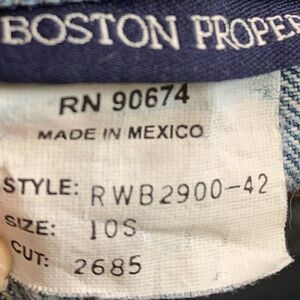 BOSTON PROPER
RN 90674
MADE IN MEXICO
STYLE: RWB2900-42
SIZE: 10S
CUT: 2685